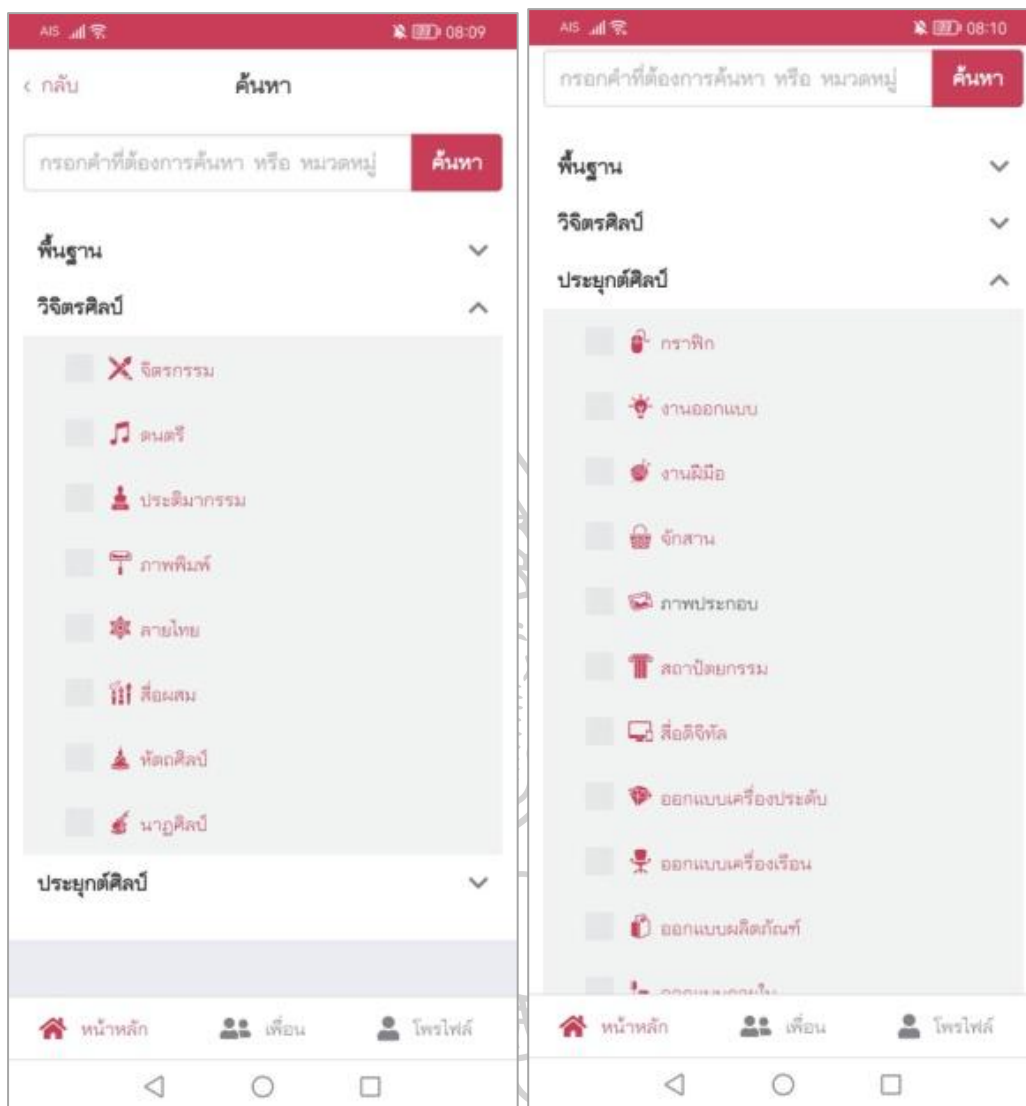 AIS 08:09
< กลับ ค้นหา
กรอกคำที่ต้องการค้นหา หรือ หมวดหมู่ ค้นหา
พื้นฐาน
วิจิตรศิลป์
จิตรกรรม
ดนตรี
ประติมากรรม
ภาพพิมพ์
ลายไทย
สื่อผสม
หัตถศิลป์
นาฏศิลป์
ประยุกต์ศิลป์
หน้าหลัก เพื่อน โพรไฟล์
AIS 08:10
กรอกคำที่ต้องการค้นหา หรือ หมวดหมู่ ค้นหา
พื้นฐาน
วิจิตรศิลป์
ประยุกต์ศิลป์
กราฟิก
งานออกแบบ
งานฝีมือ
จักสาน
ภาพประกอบ
สถาปัตยกรรม
สื่อดิจิทัล
ออกแบบเครื่องประดับ
ออกแบบเครื่องเรือน
ออกแบบผลิตภัณฑ์
หน้าหลัก เพื่อน โพรไฟล์